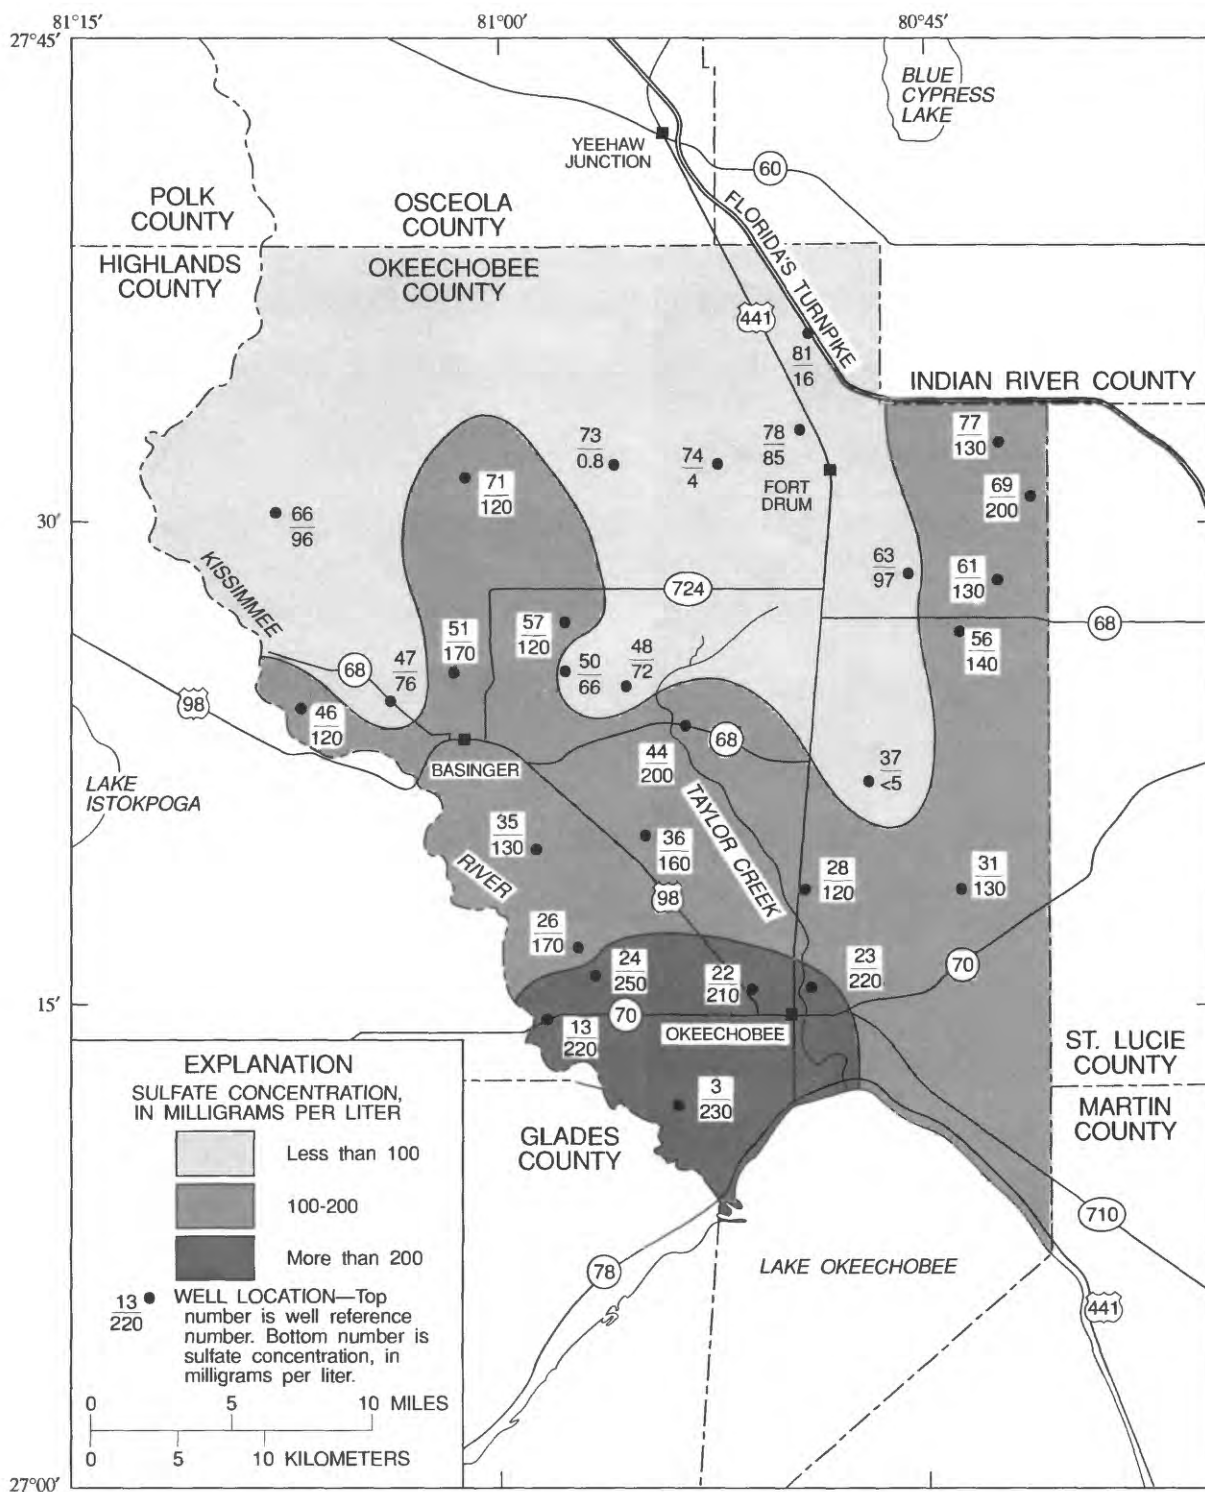 81°15′
81°00′
80°45′
27°45′
BLUE
CYPRESS
LAKE
YEEHAW
JUNCTION
60
POLK
COUNTY
OSCEOLA
COUNTY
FLORIDA'S TURNPIKE
HIGHLANDS
COUNTY
OKEECHOBEE
COUNTY
441
81
16
INDIAN RIVER COUNTY
77
130
73
0.8
74
4
78
85
71
120
FORT
DRUM
69
200
30′
66
96
63
97
61
130
KISSIMMEE
724
57
120
51
170
68
56
140
47
76
68
50
66
48
72
98
46
120
68
44
200
37
<5
BASINGER
LAKE
ISTOKPOGA
TAYLOR CREEK
35
130
36
160
RIVER
98
28
120
31
130
26
170
24
250
22
210
23
220
70
15′
70
13
220
OKEECHOBEE
ST. LUCIE
COUNTY
3
230
MARTIN
COUNTY
GLADES
COUNTY
710
78
LAKE OKEECHOBEE
441
EXPLANATION
SULFATE CONCENTRATION,
IN MILLIGRAMS PER LITER
Less than 100
100-200
More than 200
13
220
WELL LOCATION—Top
number is well reference
number. Bottom number is
sulfate concentration, in
milligrams per liter.
0 5 10 MILES
0 5 10 KILOMETERS
27°00′